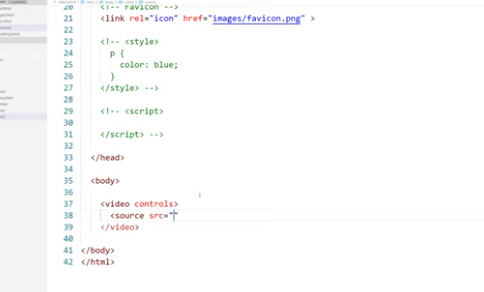 20 <!-- Favicon -->
21 <link rel="icon" href="images/favicon.png" >
22
23 <!-- <style>
24 p {
25 color: blue;
26 }
27 </style> -->
28
29 <!-- <script>
30
31 </script> -->
32
33 </head>
34
35 <body>
36
37 <video controls>
38 <source src=""
39 </video>
40
41 </body>
42 </html>